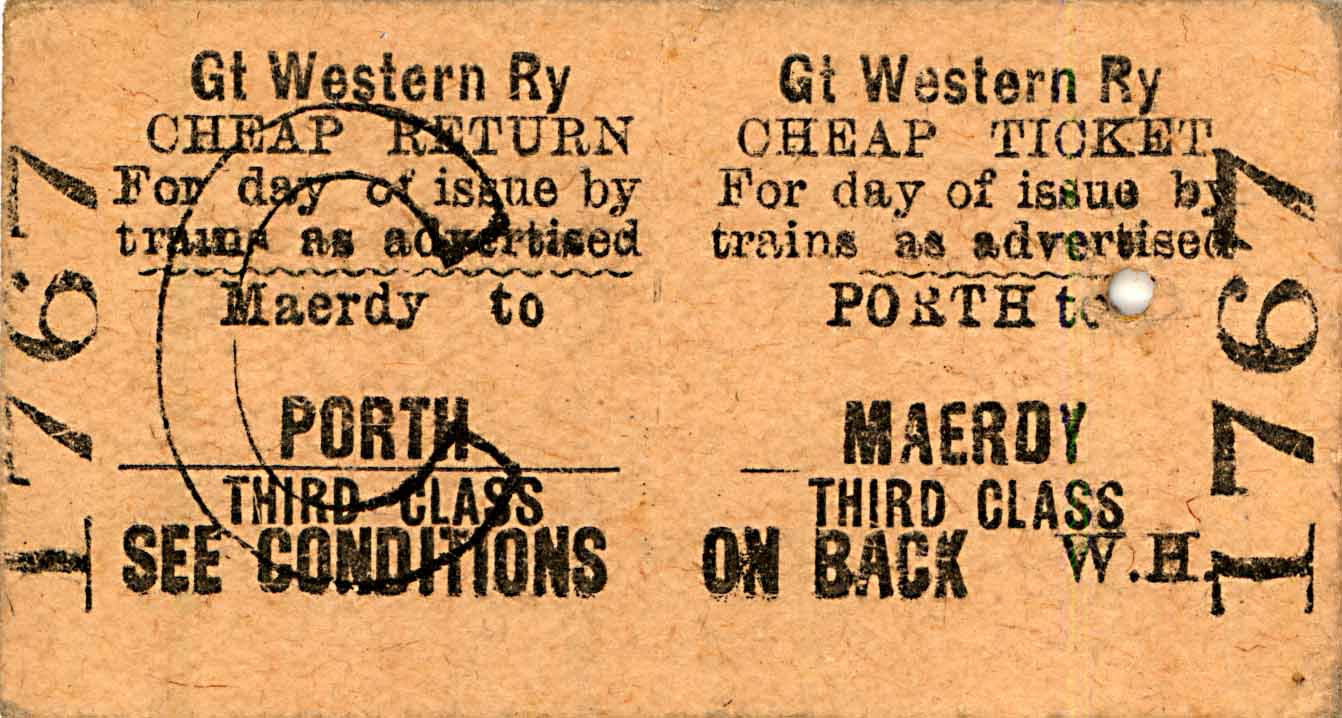 Gt Western Ry
CHEAP RETURN
For day of issue by
trains as advertised
Maerdy to
PORTH
THIRD CLASS
SEE CONDITIONS
1767
C
Gt Western Ry
CHEAP TICKET
For day of issue by
trains as advertised
PORTH to
MAERDY
THIRD CLASS
ON BACK W.H.
1767